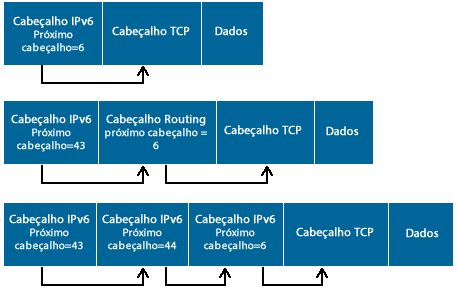 Cabeçalho IPv6
Próximo
cabeçalho=6
Cabeçalho TCP
Dados
Cabeçalho IPv6
Próximo
cabeçalho=43
Cabeçalho Routing
próximo cabeçalho =
6
Cabeçalho TCP
Dados
Cabeçalho IPv6
Próximo
cabeçalho=43
Cabeçalho IPv6
Próximo
cabeçalho=44
Cabeçalho IPv6
Próximo
cabeçalho=6
Cabeçalho TCP
Dados